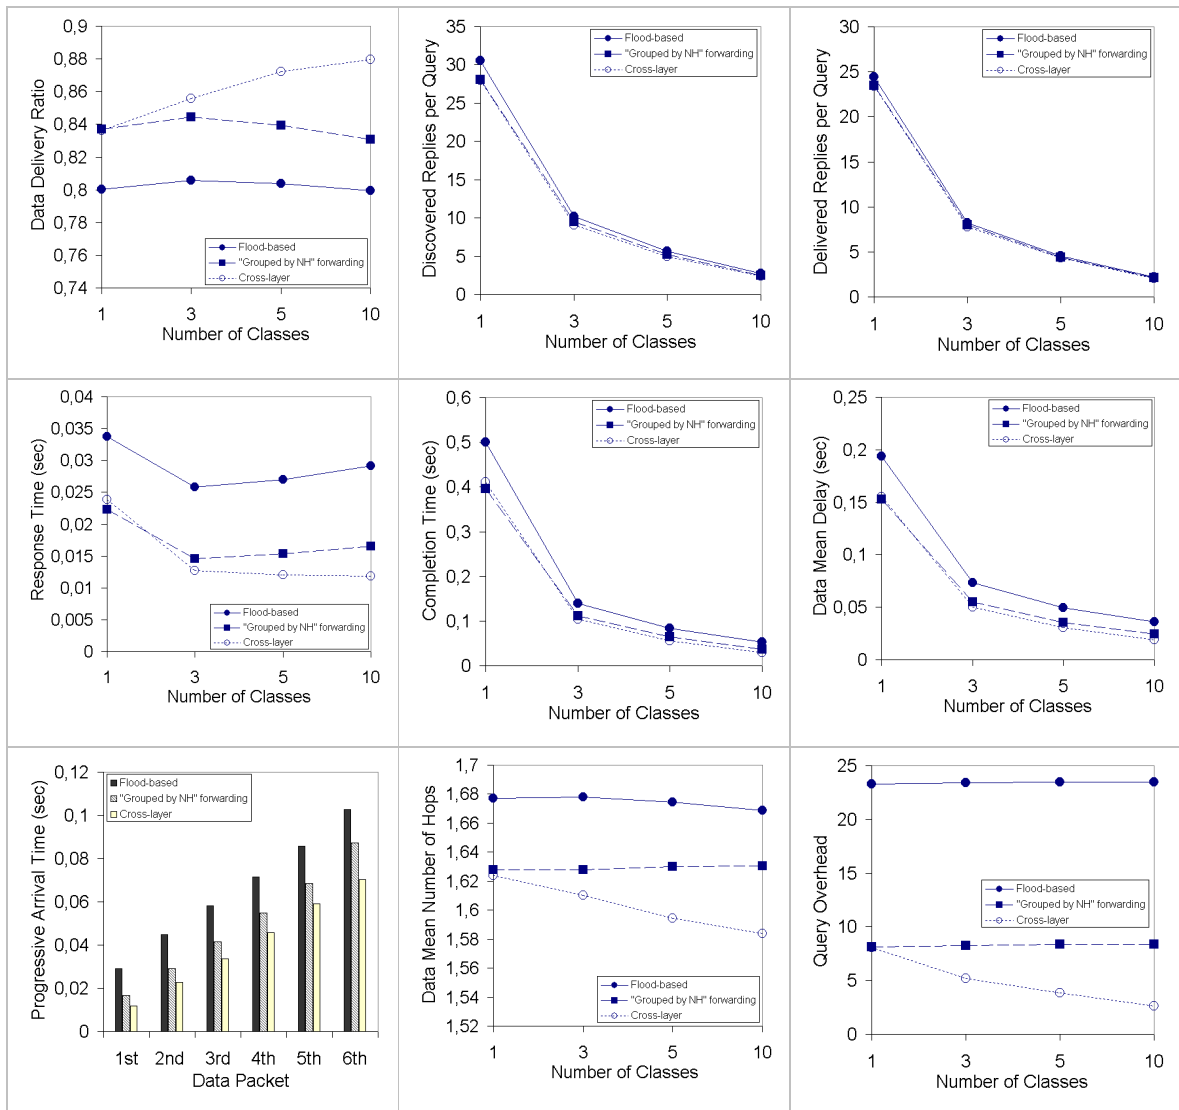 Data Delivery Ratio
0,9
0,88
0,86
0,84
0,82
0,8
0,78
0,76
0,74
Flood-based
"Grouped by NH" forwarding
Cross-layer
1 3 5 10
Number of Classes
Discovered Replies per Query
35
30
25
20
15
10
5
0
Flood-based
"Grouped by NH" forwarding
Cross-layer
1 3 5 10
Number of Classes
Delivered Replies per Query
30
25
20
15
10
5
0
Flood-based
"Grouped by NH" forwarding
Cross-layer
1 3 5 10
Number of Classes
Response Time (sec)
0,04
0,035
0,03
0,025
0,02
0,015
0,01
0,005
0
Flood-based
"Grouped by NH" forwarding
Cross-layer
1 3 5 10
Number of Classes
Completion Time (sec)
0,6
0,5
0,4
0,3
0,2
0,1
0
Flood-based
"Grouped by NH" forwarding
Cross-layer
1 3 5 10
Number of Classes
Data Mean Delay (sec)
0,25
0,2
0,15
0,1
0,05
0
Flood-based
"Grouped by NH" forwarding
Cross-layer
1 3 5 10
Number of Classes
Progressive Arrival Time (sec)
0,12
0,1
0,08
0,06
0,04
0,02
0
Flood-based
"Grouped by NH" forwarding
Cross-layer
1st 2nd 3rd 4th 5th 6th
Data Packet
Data Mean Number of Hops
1,7
1,68
1,66
1,64
1,62
1,6
1,58
1,56
1,54
1,52
Flood-based
"Grouped by NH" forwarding
Cross-layer
1 3 5 10
Number of Classes
Query Overhead
25
20
15
10
5
0
Flood-based
"Grouped by NH" forwarding
Cross-layer
1 3 5 10
Number of Classes